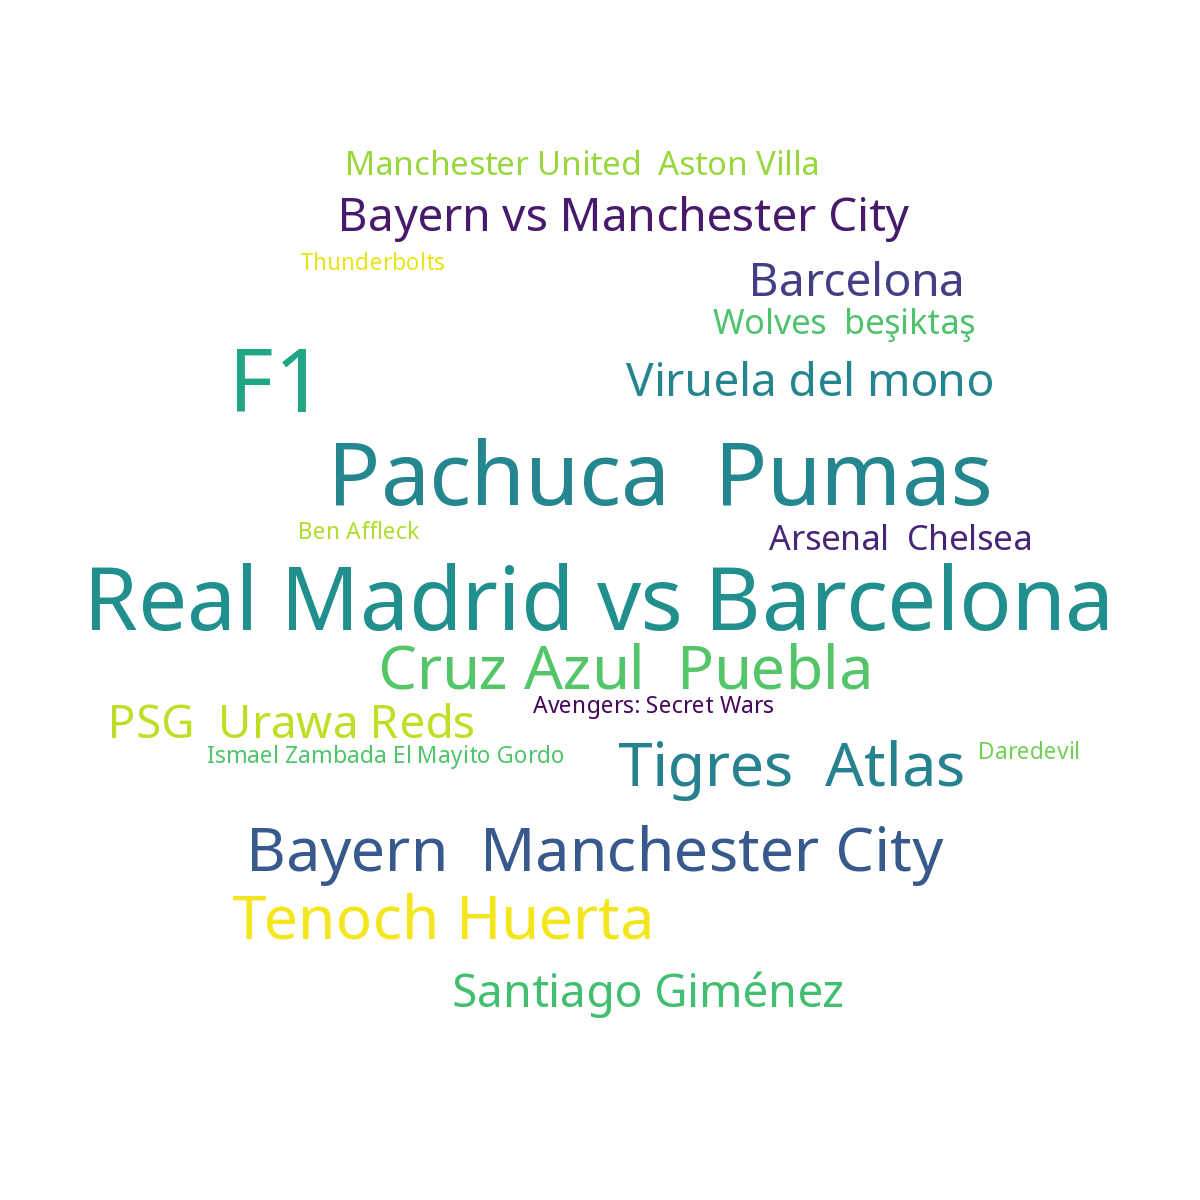 Manchester United  Aston Villa
Bayern vs Manchester City
Thunderbolts
Barcelona
Wolves  beşiktaş
F1
Viruela del mono
Pachuca  Pumas
Ben Affleck
Arsenal  Chelsea
Real Madrid vs Barcelona
Cruz Azul  Puebla
Avengers: Secret Wars
PSG  Urawa Reds
Ismael Zambada El Mayito Gordo
Tigres  Atlas
Daredevil
Bayern  Manchester City
Tenoch Huerta
Santiago Giménez